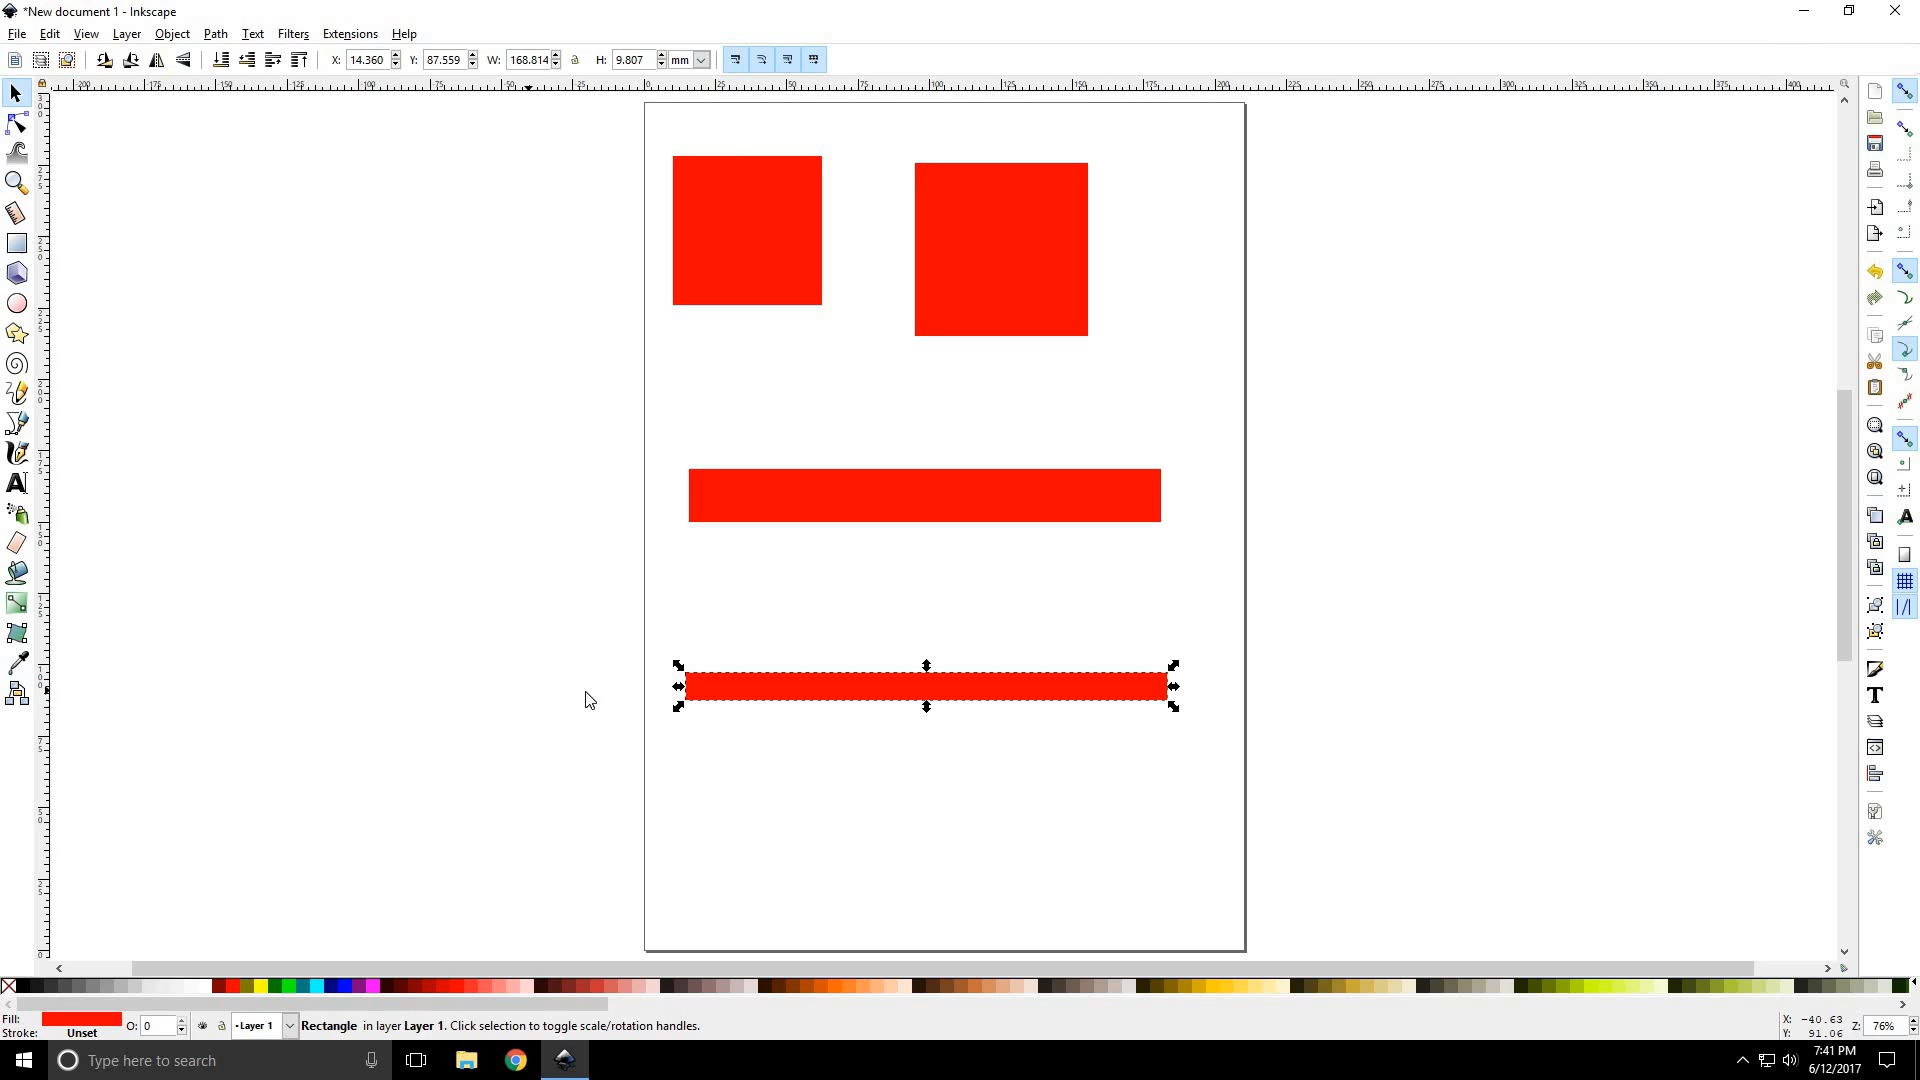 *New document 1 - Inkscape
File Edit View Layer Object Path Text Filters Extensions Help
X: 14.360 Y: 87.559 W: 168.814 H: 9.807 mm
Fill:
Stroke: Unset
O: 0
•Layer 1
Rectangle in layer Layer 1. Click selection to toggle scale/rotation handles.
X: -40.63
Y: 91.06
Z: 76%
Type here to search
7:41 PM
6/12/2017